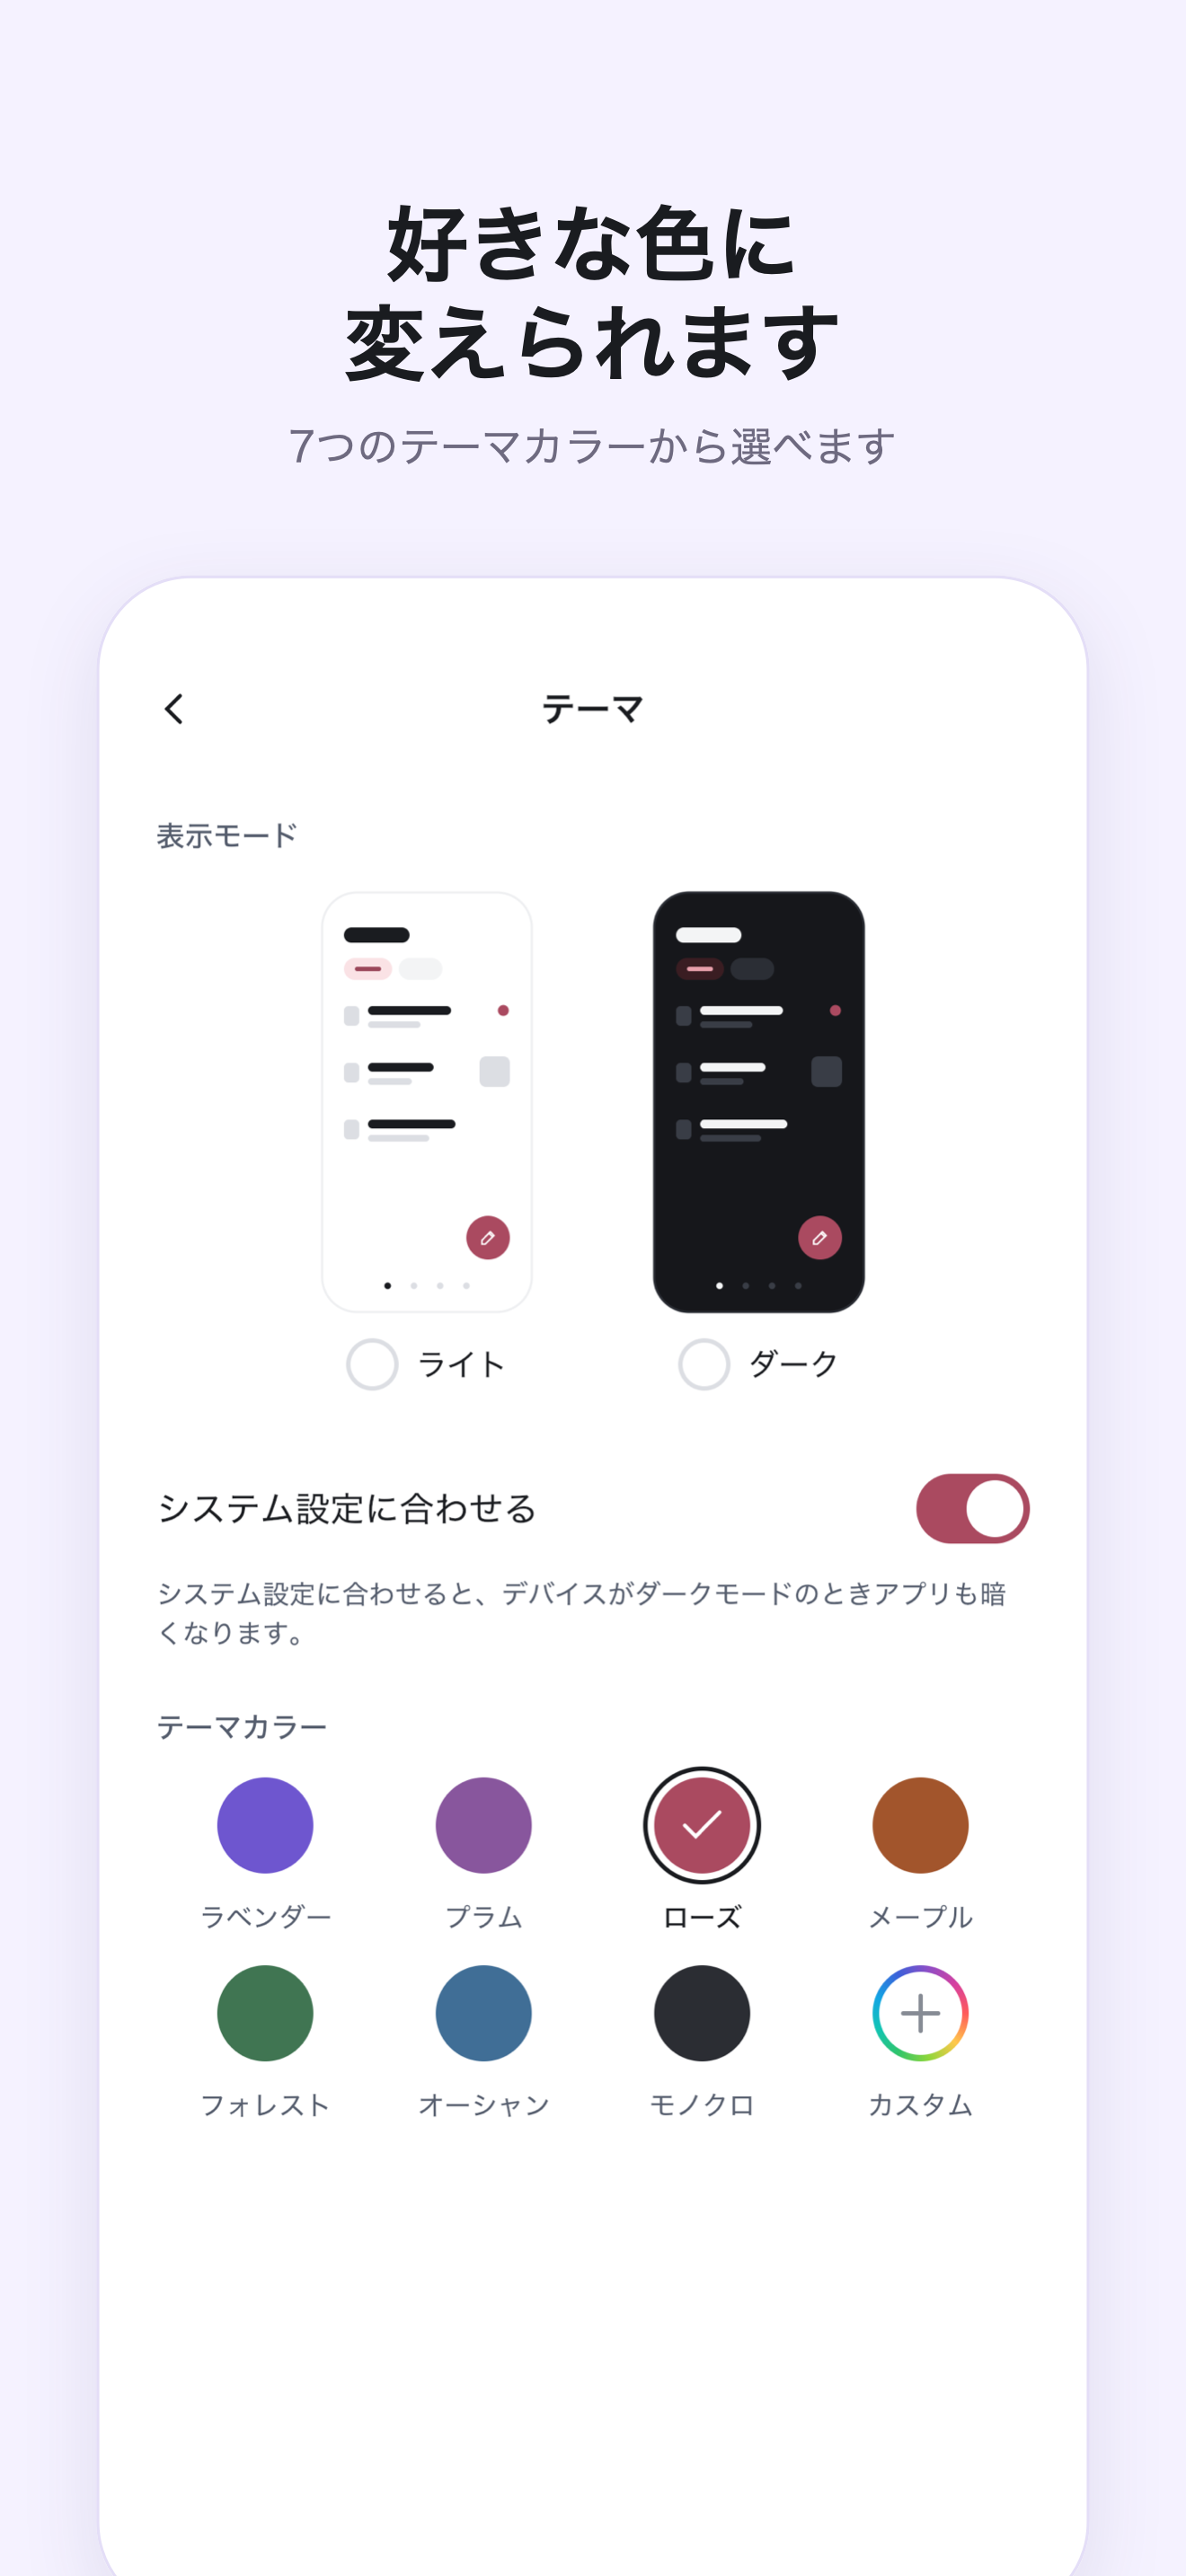 好きな色に
変えられます
7つのテーマカラーから選べます
テーマ
表示モード
ライト
ダーク
システム設定に合わせる
システム設定に合わせると、デバイスがダークモードのときアプリも暗
くなります。
テーマカラー
ラベンダー
プラム
ローズ
メープル
フォレスト
オーシャン
モノクロ
カスタム